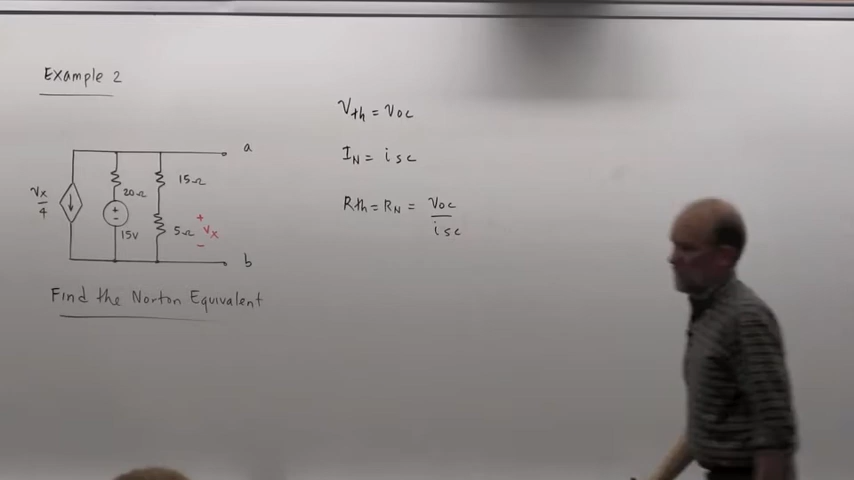 Example 2
Vth = Voc
IN = isc
Rth = RN = Voc / isc
a
Vx / 4
20Ω
15Ω
+
-
15V
5Ω
+
Vx
-
b
Find the Norton Equivalent